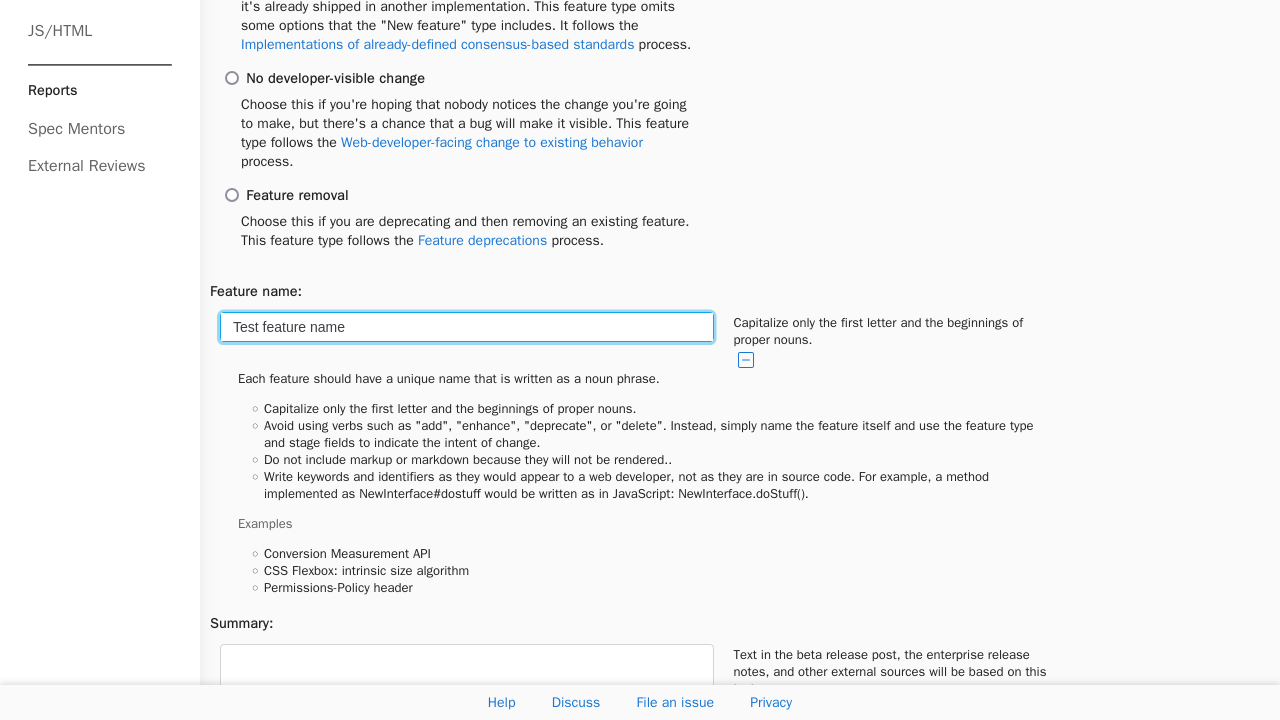 JS/HTML
Reports
Spec Mentors
External Reviews
it's already shipped in another implementation. This feature type omits
some options that the "New feature" type includes. It follows the
Implementations of already-defined consensus-based standards process.
No developer-visible change
Choose this if you're hoping that nobody notices the change you're going
to make, but there's a chance that a bug will make it visible. This feature
type follows the Web-developer-facing change to existing behavior
process.
Feature removal
Choose this if you are deprecating and then removing an existing feature.
This feature type follows the Feature deprecations process.
Feature name:
Test feature name
Capitalize only the first letter and the beginnings of
proper nouns.
Each feature should have a unique name that is written as a noun phrase.
Capitalize only the first letter and the beginnings of proper nouns.
Avoid using verbs such as "add", "enhance", "deprecate", or "delete". Instead, simply name the feature itself and use the feature type
and stage fields to indicate the intent of change.
Do not include markup or markdown because they will not be rendered..
Write keywords and identifiers as they would appear to a web developer, not as they are in source code. For example, a method
implemented as NewInterface#dostuff would be written as in JavaScript: NewInterface.doStuff().
Examples
Conversion Measurement API
CSS Flexbox: intrinsic size algorithm
Permissions-Policy header
Summary:
Text in the beta release post, the enterprise release
notes, and other external sources will be based on this
Help Discuss File an issue Privacy